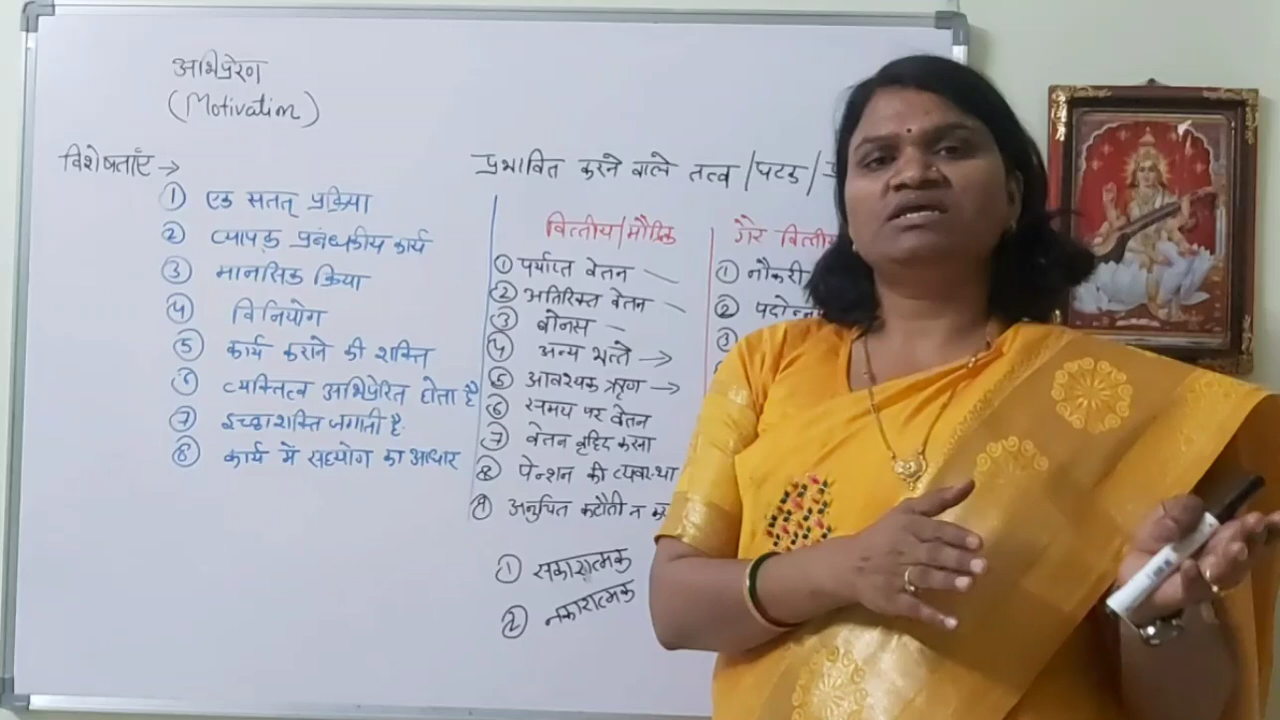 अभिप्रेरण
(Motivation)
विशेषताएँ →
① एक सतत् प्रक्रिया
② व्यापक प्रबंधकीय कार्य
③ मानसिक क्रिया
④ विनियोग
⑤ कार्य कराने की शक्ति
⑥ व्यक्तित्व अभिप्रेरित होता है
⑦ इच्छाशक्ति जगाती है.
⑧ कार्य में सहयोग का आधार
प्रभावित करने वाले तत्व/घटक/
वित्तीय/मौद्रिक
① पर्याप्त वेतन —
② अतिरिक्त वेतन —
③ बोनस —
④ अन्य भत्ते →
⑤ आवश्यक ऋण →
⑥ समय पर वेतन
⑦ वेतन वृद्दि करना
⑧ पेन्शन की व्यवस्था
⑨ अनुचित कटौती न
गैर वित्तीय
① नौकरी
②
③
① सकारात्मक
② नकारात्मक